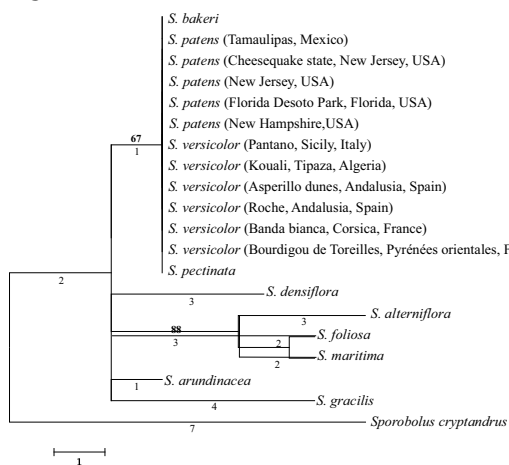 S. bakeri
S. patens (Tamaulipas, Mexico)
S. patens (Cheesequake state, New Jersey, USA)
S. patens (New Jersey, USA)
S. patens (Florida Desoto Park, Florida, USA)
S. patens (New Hampshire,USA)
67
1
S. versicolor (Pantano, Sicily, Italy)
S. versicolor (Kouali, Tipaza, Algeria)
S. versicolor (Asperillo dunes, Andalusia, Spain)
S. versicolor (Roche, Andalusia, Spain)
S. versicolor (Banda bianca, Corsica, France)
S. versicolor (Bourdigou de Toreilles, Pyrénées orientales, F
S. pectinata
2
S. densiflora
3
S. alterniflora
3
88
3
S. foliosa
2
S. maritima
2
S. arundinacea
1
S. gracilis
4
Sporobolus cryptandrus
7
1